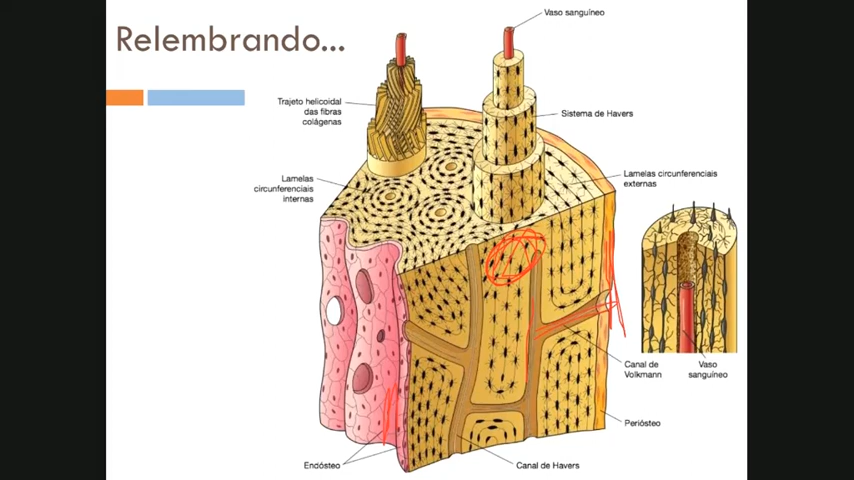 Relembrando...
Vaso sanguíneo
Trajeto helicoidal
das fibras
colágenas
Sistema de Havers
Lamelas
circunferenciais
internas
Lamelas circunferenciais
externas
Canal de
Volkmann
Vaso
sanguíneo
Periósteo
Endósteo
Canal de Havers